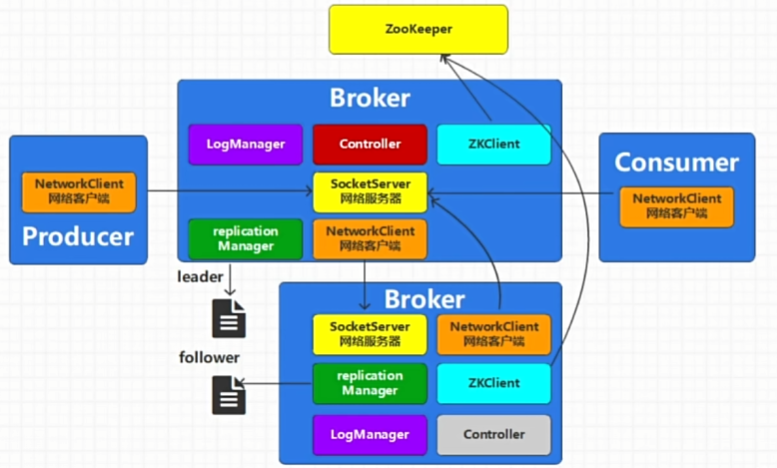 ZooKeeper
Broker
LogManager
Controller
ZKClient
SocketServer
网络服务器
replication
Manager
NetworkClient
网络客户端
NetworkClient
网络客户端
Producer
Consumer
NetworkClient
网络客户端
leader
follower
Broker
SocketServer
网络服务器
NetworkClient
网络客户端
replication
Manager
ZKClient
LogManager
Controller